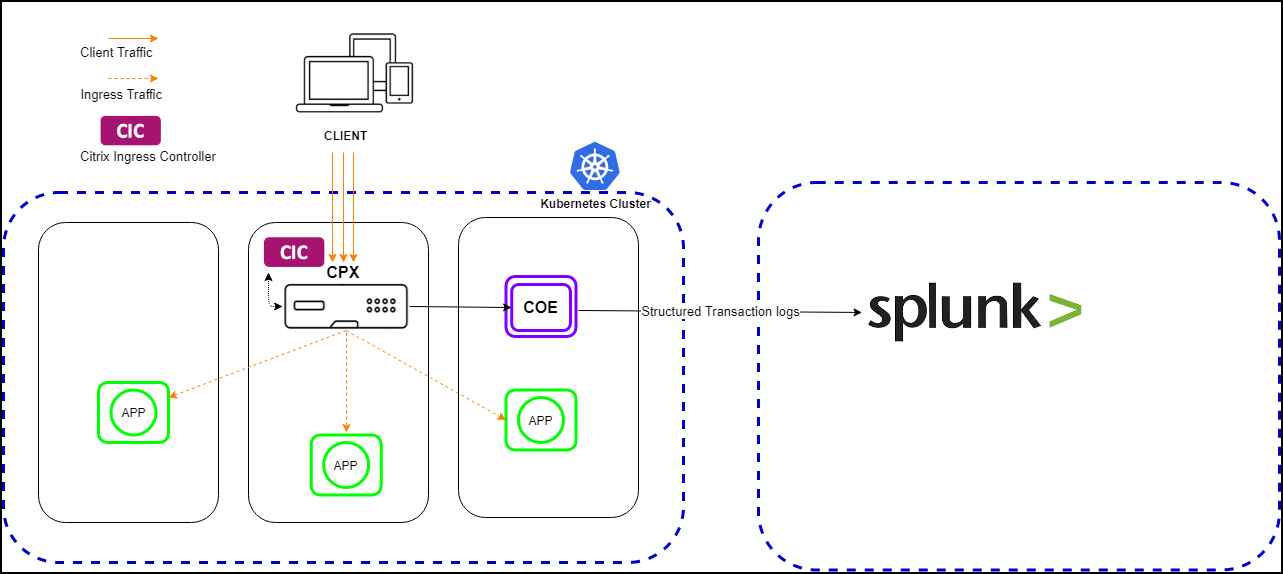 Client Traffic
Ingress Traffic
CIC
Citrix Ingress Controller
CLIENT
Kubernetes Cluster
CIC
CPX
COE
Structured Transaction logs
splunk>
APP
APP
APP